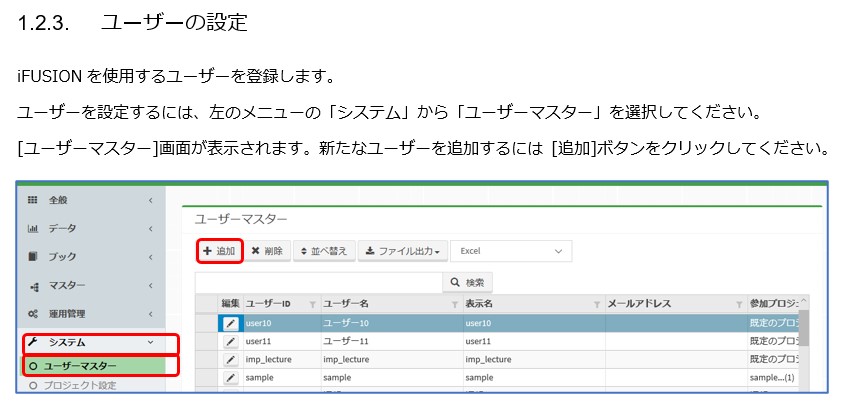 1.2.3. ユーザーの設定
iFUSION を使用するユーザーを登録します。
ユーザーを設定するには、左のメニューの「システム」から「ユーザーマスター」を選択してください。
[ユーザーマスター]画面が表示されます。新たなユーザーを追加するには [追加]ボタンをクリックしてください。
全般
データ
ブック
マスター
運用管理
システム
ユーザーマスター
プロジェクト設定
ユーザーマスター
追加 削除 並べ替え ファイル出力 Excel
検索
編集 ユーザーID ユーザー名 表示名 メールアドレス 参加プロジェ
user10 ユーザー10 user10 既定のプロジ
user11 ユーザー11 user11 既定のプロジ
imp_lecture imp_lecture imp_lecture 既定のプロジ
sample sample sample sample...(1)